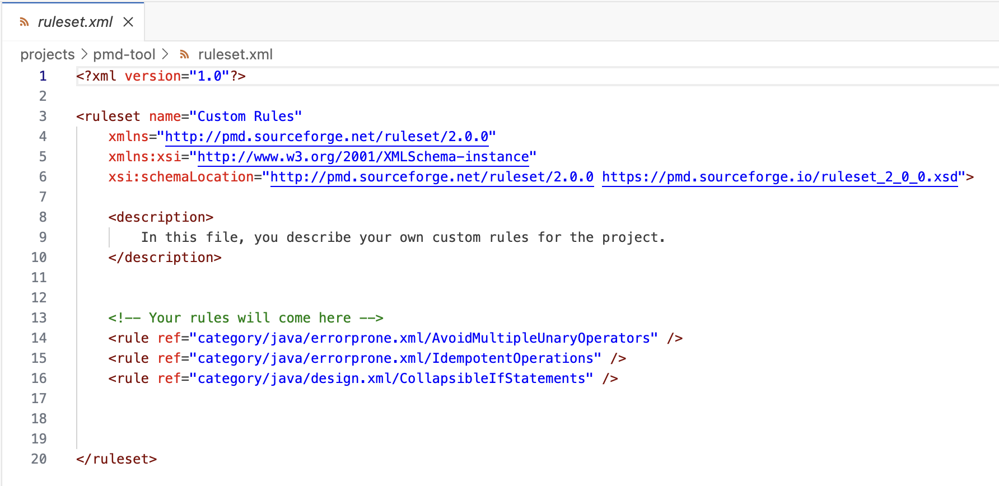 ruleset.xml
projects > pmd-tool > ruleset.xml
1 <?xml version="1.0"?>
2
3 <ruleset name="Custom Rules"
4 xmlns="http://pmd.sourceforge.net/ruleset/2.0.0"
5 xmlns:xsi="http://www.w3.org/2001/XMLSchema-instance"
6 xsi:schemaLocation="http://pmd.sourceforge.net/ruleset/2.0.0 https://pmd.sourceforge.io/ruleset_2_0_0.xsd">
7
8 <description>
9 In this file, you describe your own custom rules for the project.
10 </description>
11
12
13 <!-- Your rules will come here -->
14 <rule ref="category/java/errorprone.xml/AvoidMultipleUnaryOperators" />
15 <rule ref="category/java/errorprone.xml/IdempotentOperations" />
16 <rule ref="category/java/design.xml/CollapsibleIfStatements" />
17
18
19
20 </ruleset>